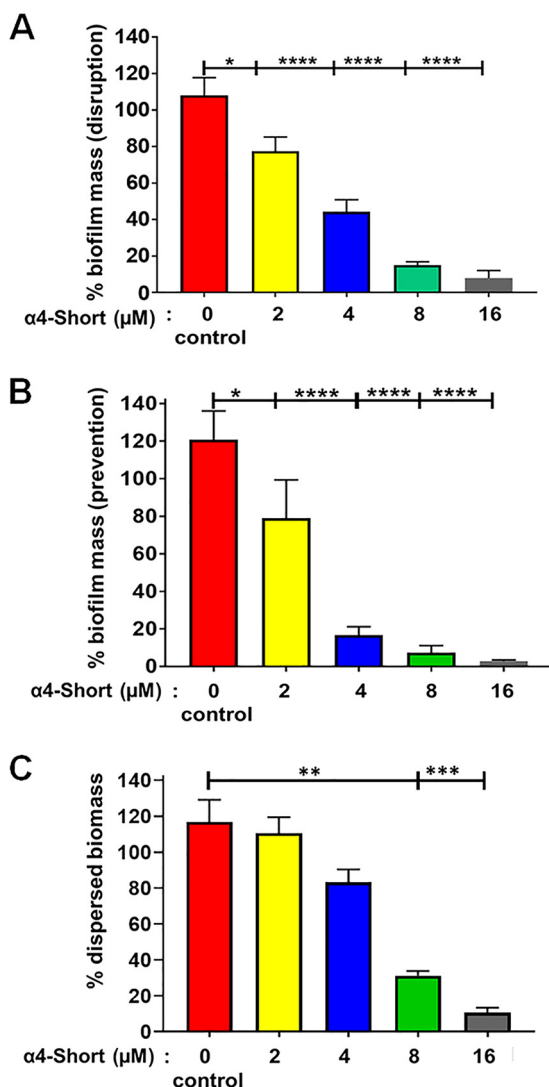 A
% biofilm mass (disruption)
140
120
100
80
60
40
20
0
* **** **** ****
α4-Short (µM) : 0 2 4 8 16
control
B
% biofilm mass (prevention)
140
120
100
80
60
40
20
0
* **** **** ****
α4-Short (µM) : 0 2 4 8 16
control
C
% dispersed biomass
140
120
100
80
60
40
20
0
** ***
α4-Short (µM) : 0 2 4 8 16
control